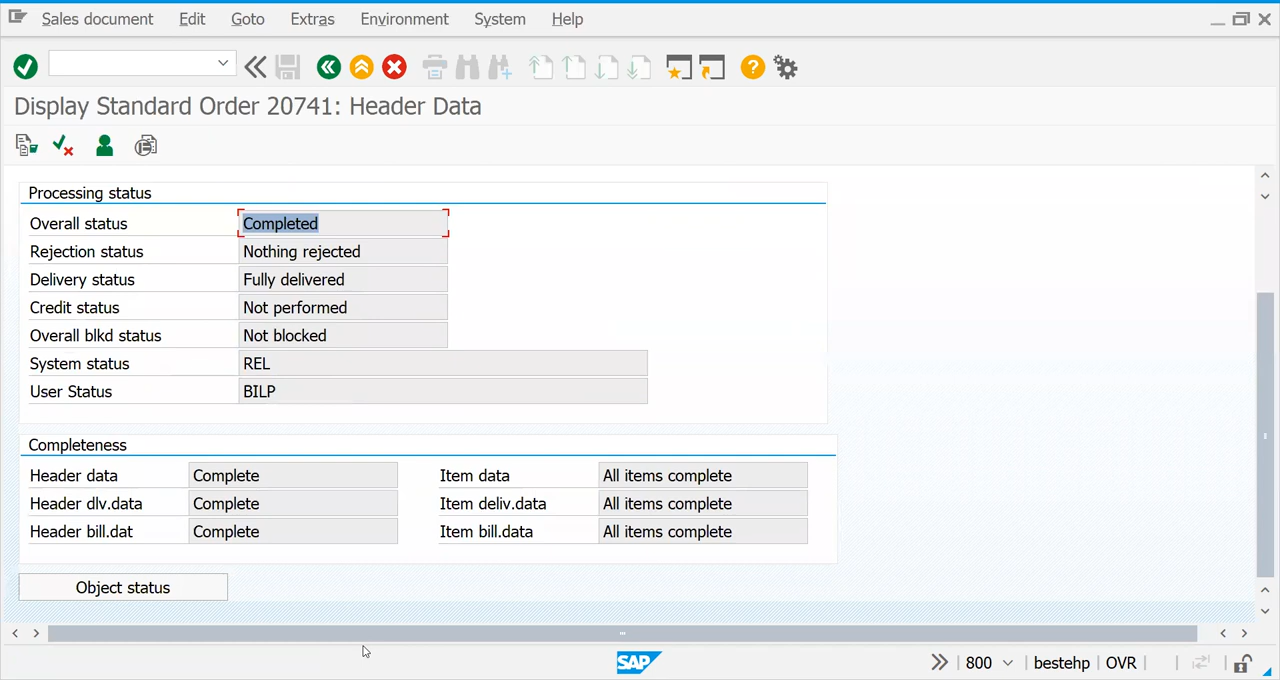 Sales document Edit Goto Extras Environment System Help
Display Standard Order 20741: Header Data
Processing status
Overall status Completed
Rejection status Nothing rejected
Delivery status Fully delivered
Credit status Not performed
Overall blkd status Not blocked
System status REL
User Status BILP
Completeness
Header data Complete Item data All items complete
Header dlv.data Complete Item deliv.data All items complete
Header bill.dat Complete Item bill.data All items complete
Object status
SAP 800 bestehp OVR